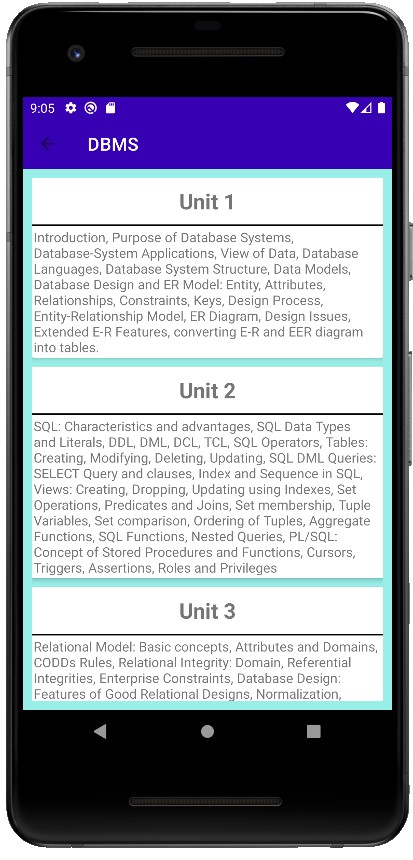 9:05
DBMS
Unit 1
Introduction, Purpose of Database Systems,
Database-System Applications, View of Data, Database
Languages, Database System Structure, Data Models,
Database Design and ER Model: Entity, Attributes,
Relationships, Constraints, Keys, Design Process,
Entity-Relationship Model, ER Diagram, Design Issues,
Extended E-R Features, converting E-R and EER diagram
into tables.
Unit 2
SQL: Characteristics and advantages, SQL Data Types
and Literals, DDL, DML, DCL, TCL, SQL Operators, Tables:
Creating, Modifying, Deleting, Updating, SQL DML Queries:
SELECT Query and clauses, Index and Sequence in SQL,
Views: Creating, Dropping, Updating using Indexes, Set
Operations, Predicates and Joins, Set membership, Tuple
Variables, Set comparison, Ordering of Tuples, Aggregate
Functions, SQL Functions, Nested Queries, PL/SQL:
Concept of Stored Procedures and Functions, Cursors,
Triggers, Assertions, Roles and Privileges
Unit 3
Relational Model: Basic concepts, Attributes and Domains,
CODDs Rules, Relational Integrity: Domain, Referential
Integrities, Enterprise Constraints, Database Design:
Features of Good Relational Designs, Normalization,